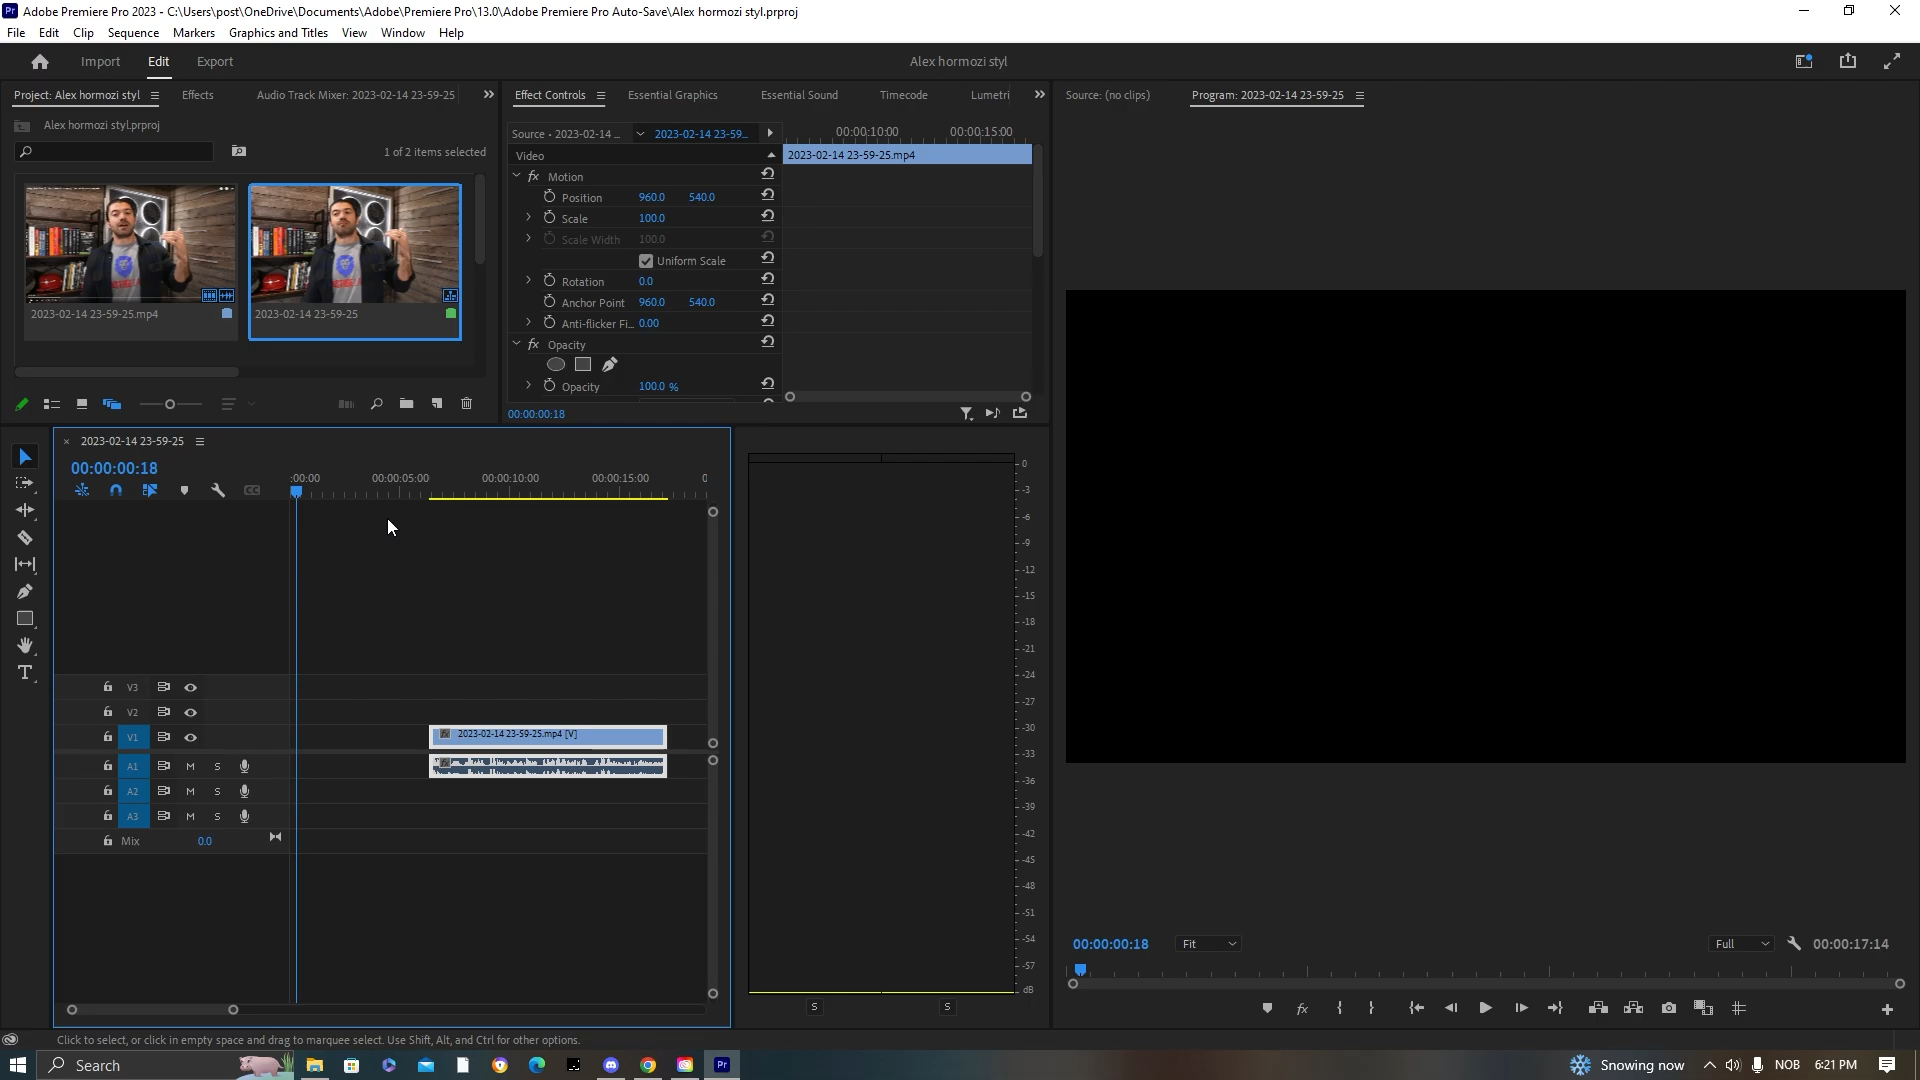 Adobe Premiere Pro 2023 - C:\Users\post\OneDrive\Documents\Adobe\Premiere Pro\13.0\Adobe Premiere Pro Auto-Save\Alex hormozi styl.prproj
File Edit Clip Sequence Markers Graphics and Titles View Window Help
Import Edit Export Alex hormozi styl
Project: Alex hormozi styl Effects Audio Track Mixer: 2023-02-14 23-59-25
Alex hormozi styl.prproj
1 of 2 items selected
2023-02-14 23-59-25.mp4
2023-02-14 23-59-25
Effect Controls Essential Graphics Essential Sound Timecode Lumetri
Source • 2023-02-14 ... 2023-02-14 23-59... 00:00:10:00 00:00:15:00
Video 2023-02-14 23-59-25.mp4
fx Motion
Position 960.0 540.0
Scale 100.0
Scale Width 100.0
Uniform Scale
Rotation 0.0
Anchor Point 960.0 540.0
Anti-flicker Fi... 0.00
fx Opacity
Opacity 100.0 %
00:00:00:18
Source: (no clips) Program: 2023-02-14 23-59-25
2023-02-14 23-59-25
00:00:00:18
:00:00 00:00:05:00 00:00:10:00 00:00:15:00 0
V3
V2
V1 fx 2023-02-14 23-59-25.mp4 [V]
A1 M S fx
A2 M S
A3 M S
Mix 0.0
0
-3
-6
-9
-12
-15
-18
-21
-24
-27
-30
-33
-36
-39
-42
-45
-48
-51
-54
-57
dB
S S
00:00:00:18 Fit Full 00:00:17:14
fx
Click to select, or click in empty space and drag to marquee select. Use Shift, Alt, and Ctrl for other options.
Search Pr Snowing now NOB 6:21 PM